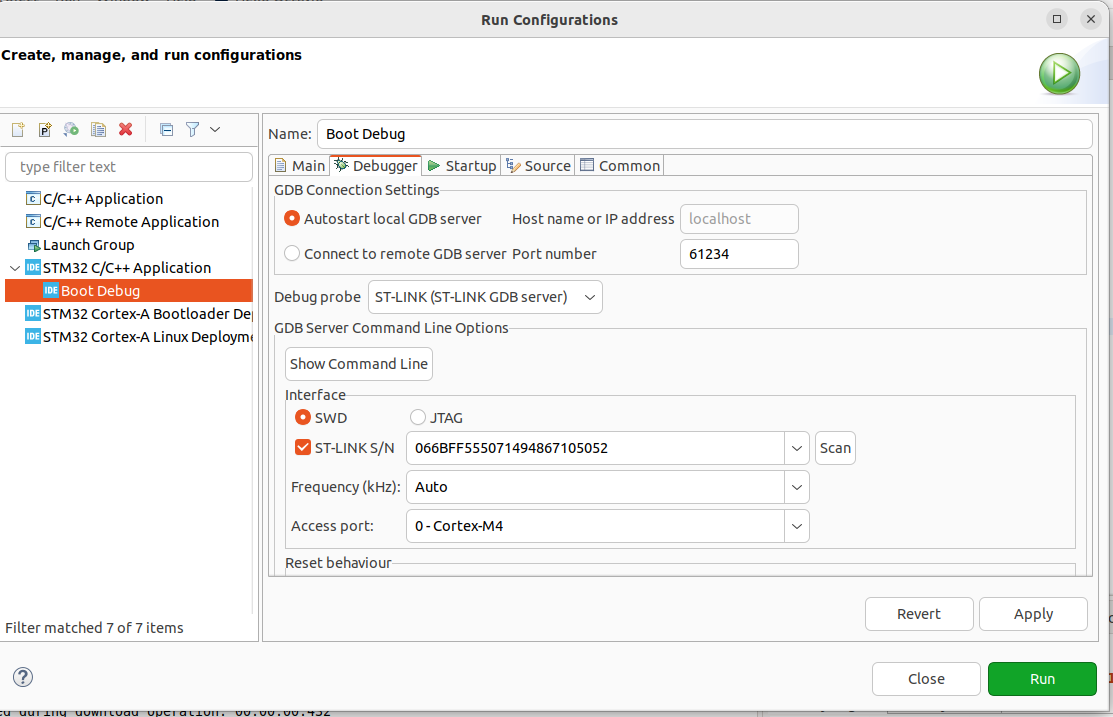 Run Configurations
Create, manage, and run configurations
type filter text
C/C++ Application
C/C++ Remote Application
Launch Group
STM32 C/C++ Application
Boot Debug
STM32 Cortex-A Bootloader De
STM32 Cortex-A Linux Deployme
Filter matched 7 of 7 items
Name: Boot Debug
Main Debugger Startup Source Common
GDB Connection Settings
Autostart local GDB server Host name or IP address localhost
Connect to remote GDB server Port number 61234
Debug probe ST-LINK (ST-LINK GDB server)
GDB Server Command Line Options
Show Command Line
Interface
SWD JTAG
ST-LINK S/N 066BFF555071494867105052 Scan
Frequency (kHz): Auto
Access port: 0 - Cortex-M4
Reset behaviour
Revert Apply
Close Run
ed during download operation: 00:00:00.432